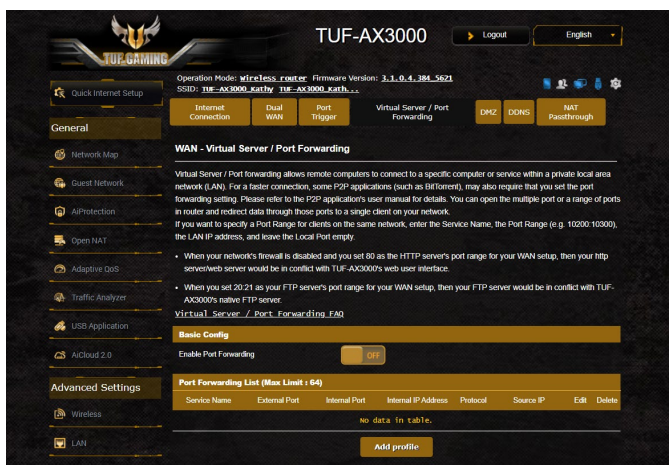 TUF GAMING
TUF-AX3000
Logout
English
Operation Mode: Wireless router Firmware Version: 3.1.0.4.384_5621
SSID: TUF-AX3000_Kathy TUF-AX3000_Kath...
Quick Internet Setup
General
Network Map
Guest Network
AiProtection
Open NAT
Adaptive QoS
Traffic Analyzer
USB Application
AiCloud 2.0
Advanced Settings
Wireless
LAN
Internet Connection
Dual WAN
Port Trigger
Virtual Server / Port Forwarding
DMZ
DDNS
NAT Passthrough
WAN - Virtual Server / Port Forwarding
Virtual Server / Port Forwarding allows remote computers to connect to a specific computer or service within a private local area
network (LAN). For a faster connection, some P2P applications (such as BitTorrent), may also require that you set the port
forwarding setting. Please refer to the P2P application's user manual for details. You can open the multiple port or a range of ports
in router and redirect data through those ports to a single client on your network.
If you want to specify a Port Range for clients on the same network, enter the Service Name, the Port Range (e.g. 10200:10300),
the LAN IP address, and leave the Local Port empty.
• When your network's firewall is disabled and you set 80 as the HTTP server's port range for your WAN setup, then your http
server/web server would be in conflict with TUF-AX3000's web user interface.
• When you set 20:21 as your FTP server's port range for your WAN setup, then your FTP server would be in conflict with TUF-
AX3000's native FTP server.
Virtual Server / Port Forwarding FAQ
Basic Config
Enable Port Forwarding OFF
Port Forwarding List (Max Limit : 64)
Service Name External Port Internal Port Internal IP Address Protocol Source IP Edit Delete
No data in table.
Add profile